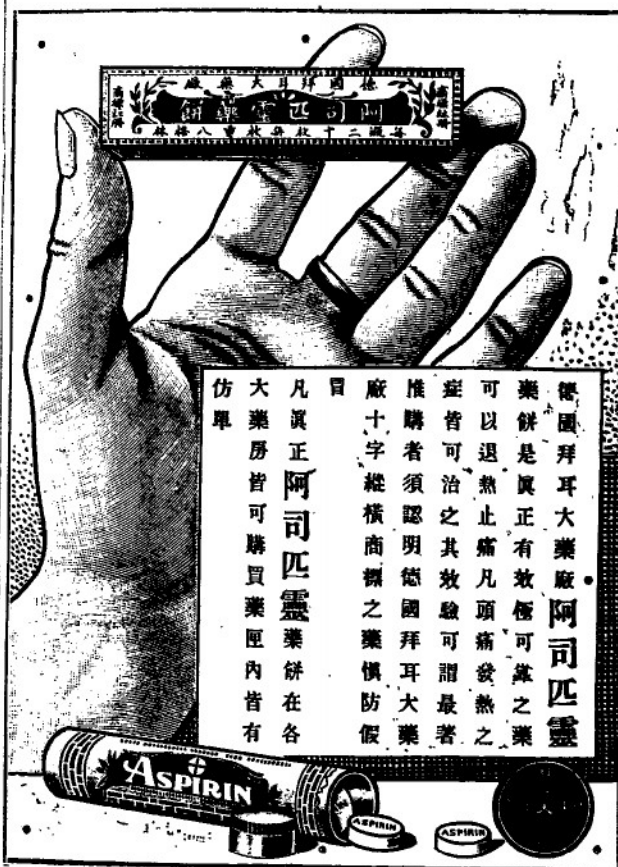 德國拜耳大藥廠
阿司匹靈藥餅
二十枚每枚重八格林
德國拜耳大藥廠阿司匹靈
藥餅是眞正有效極可靠之藥
可以退熱止痛凡頭痛發熱之
症皆可治之其效驗可謂最著
惟購者須認明德國拜耳大藥
廠十字縱橫商標之藥愼防假
冒
凡眞正阿司匹靈藥餅在各
大藥房皆可購買藥匣內皆有
仿單
ASPIRIN
ASPIRIN
ASPIRIN